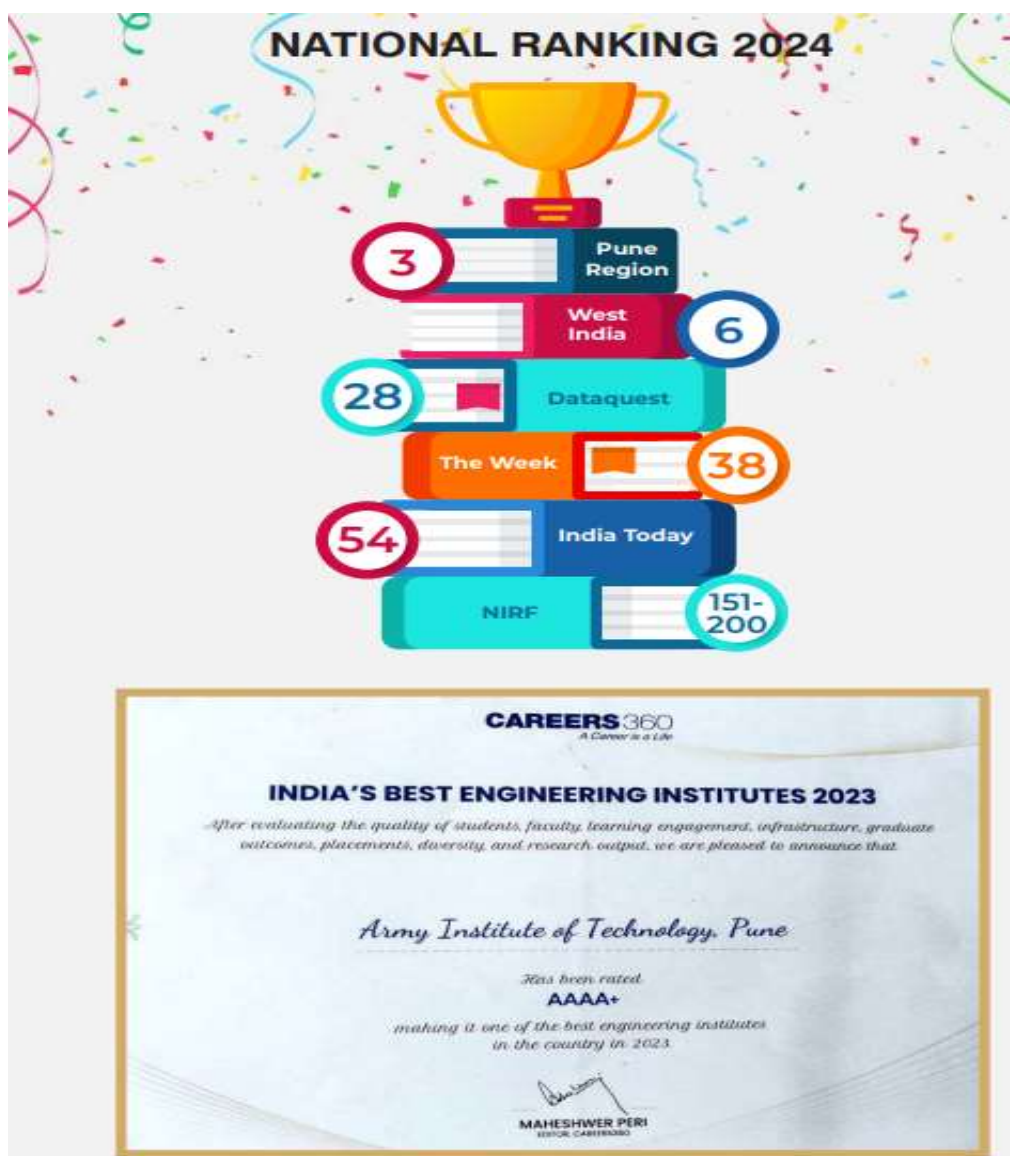 NATIONAL RANKING 2024
3
Pune
Region
West
India
6
28
Dataquest
The Week
38
54
India Today
NIRF
151-
200
CAREERS360
A Career is a Life
INDIA'S BEST ENGINEERING INSTITUTES 2023
After evaluating the quality of students, faculty, learning engagement, infrastructure, graduate
outcomes, placements, diversity, and research output, we are pleased to announce that
Army Institute of Technology, Pune
Has been rated
AAAA+
making it one of the best engineering institutes
in the country in 2023
MAHESHWER PERI
EDITOR, CAREERS360